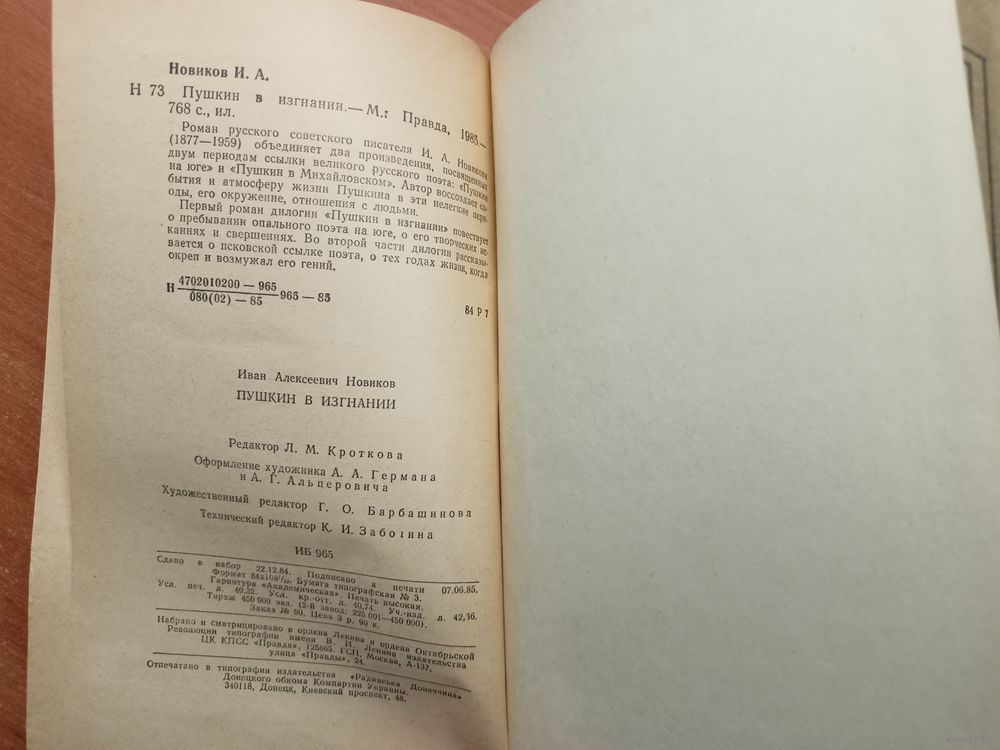 Новиков И. А.
Н 73 Пушкин в изгнании.— М.: Правда, 1985.—
768 с., ил.
Роман русского советского писателя И. А. Новикова
(1877—1959) объединяет два произведения, посвященных
двум периодам ссылки великого русского поэта: «Пушкин
на юге» и «Пушкин в Михайловском». Автор воссоздает со-
бытия и атмосферу жизни Пушкина в эти нелегкие пери-
оды, его окружение, отношения с людьми.
Первый роман дилогии «Пушкин в изгнании» повествует
о пребывании опального поэта на юге, о его творческих ис-
каниях и свершениях. Во второй части дилогии рассказы-
вается о псковской ссылке поэта, о тех годах жизни, когда
окреп и возмужал его гений.
Н 4702010200—965
080(02)—85 965—85
84 Р 7
Иван Алексеевич Новиков
ПУШКИН В ИЗГНАНИИ
Редактор Л. М. Кроткова
Оформление художника А. А. Германа
и А. Г. Альперовича
Художественный редактор Г. О. Барбашинова
Технический редактор К. И. Заботина
ИБ 965
Сдано в набор 22.12.84. Подписано к печати 07.06.85.
Формат 84×108¹/₃₂. Бумага типографская № 3.
Гарнитура «Академическая». Печать высокая.
Усл. печ. л. 40,32. Усл. кр.-отт. л. 40,74. Уч.-изд. л. 42,36.
Тираж 450 000 экз. (2-й завод: 225 001—450 000).
Заказ № 90. Цена 3 р. 90 к.
Набрано и сматрицировано в ордена Ленина и ордена Октябрьской
Революции типографии имени В. И. Ленина издательства
ЦК КПСС «Правда», 125865. ГСП, Москва, А-137,
улица «Правды», 24.
Отпечатано в типографии издательства «Радянська Донеччина»
Донецкого обкома Компартии Украины.
340118, Донецк, Киевский проспект, 48.